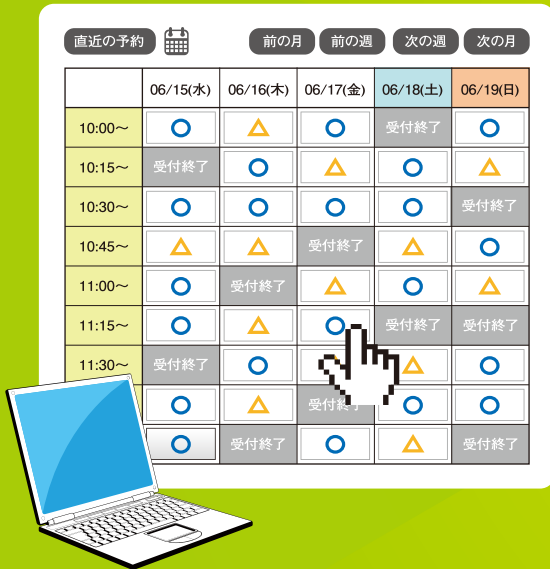 直近の予約 前の月 前の週 次の週 次の月
06/15(水) 06/16(木) 06/17(金) 06/18(土) 06/19(日)
10:00〜 ○ △ ○ 受付終了 ○
10:15〜 受付終了 ○ △ ○ △
10:30〜 ○ ○ ○ ○ 受付終了
10:45〜 △ △ 受付終了 △ ○
11:00〜 ○ 受付終了 △ ○ △
11:15〜 ○ △ ○ 受付終了 受付終了
11:30〜 受付終了 ○ △ ○
○ △ 受付 ○ ○
○ 受付終了 ○ △ 受付終了